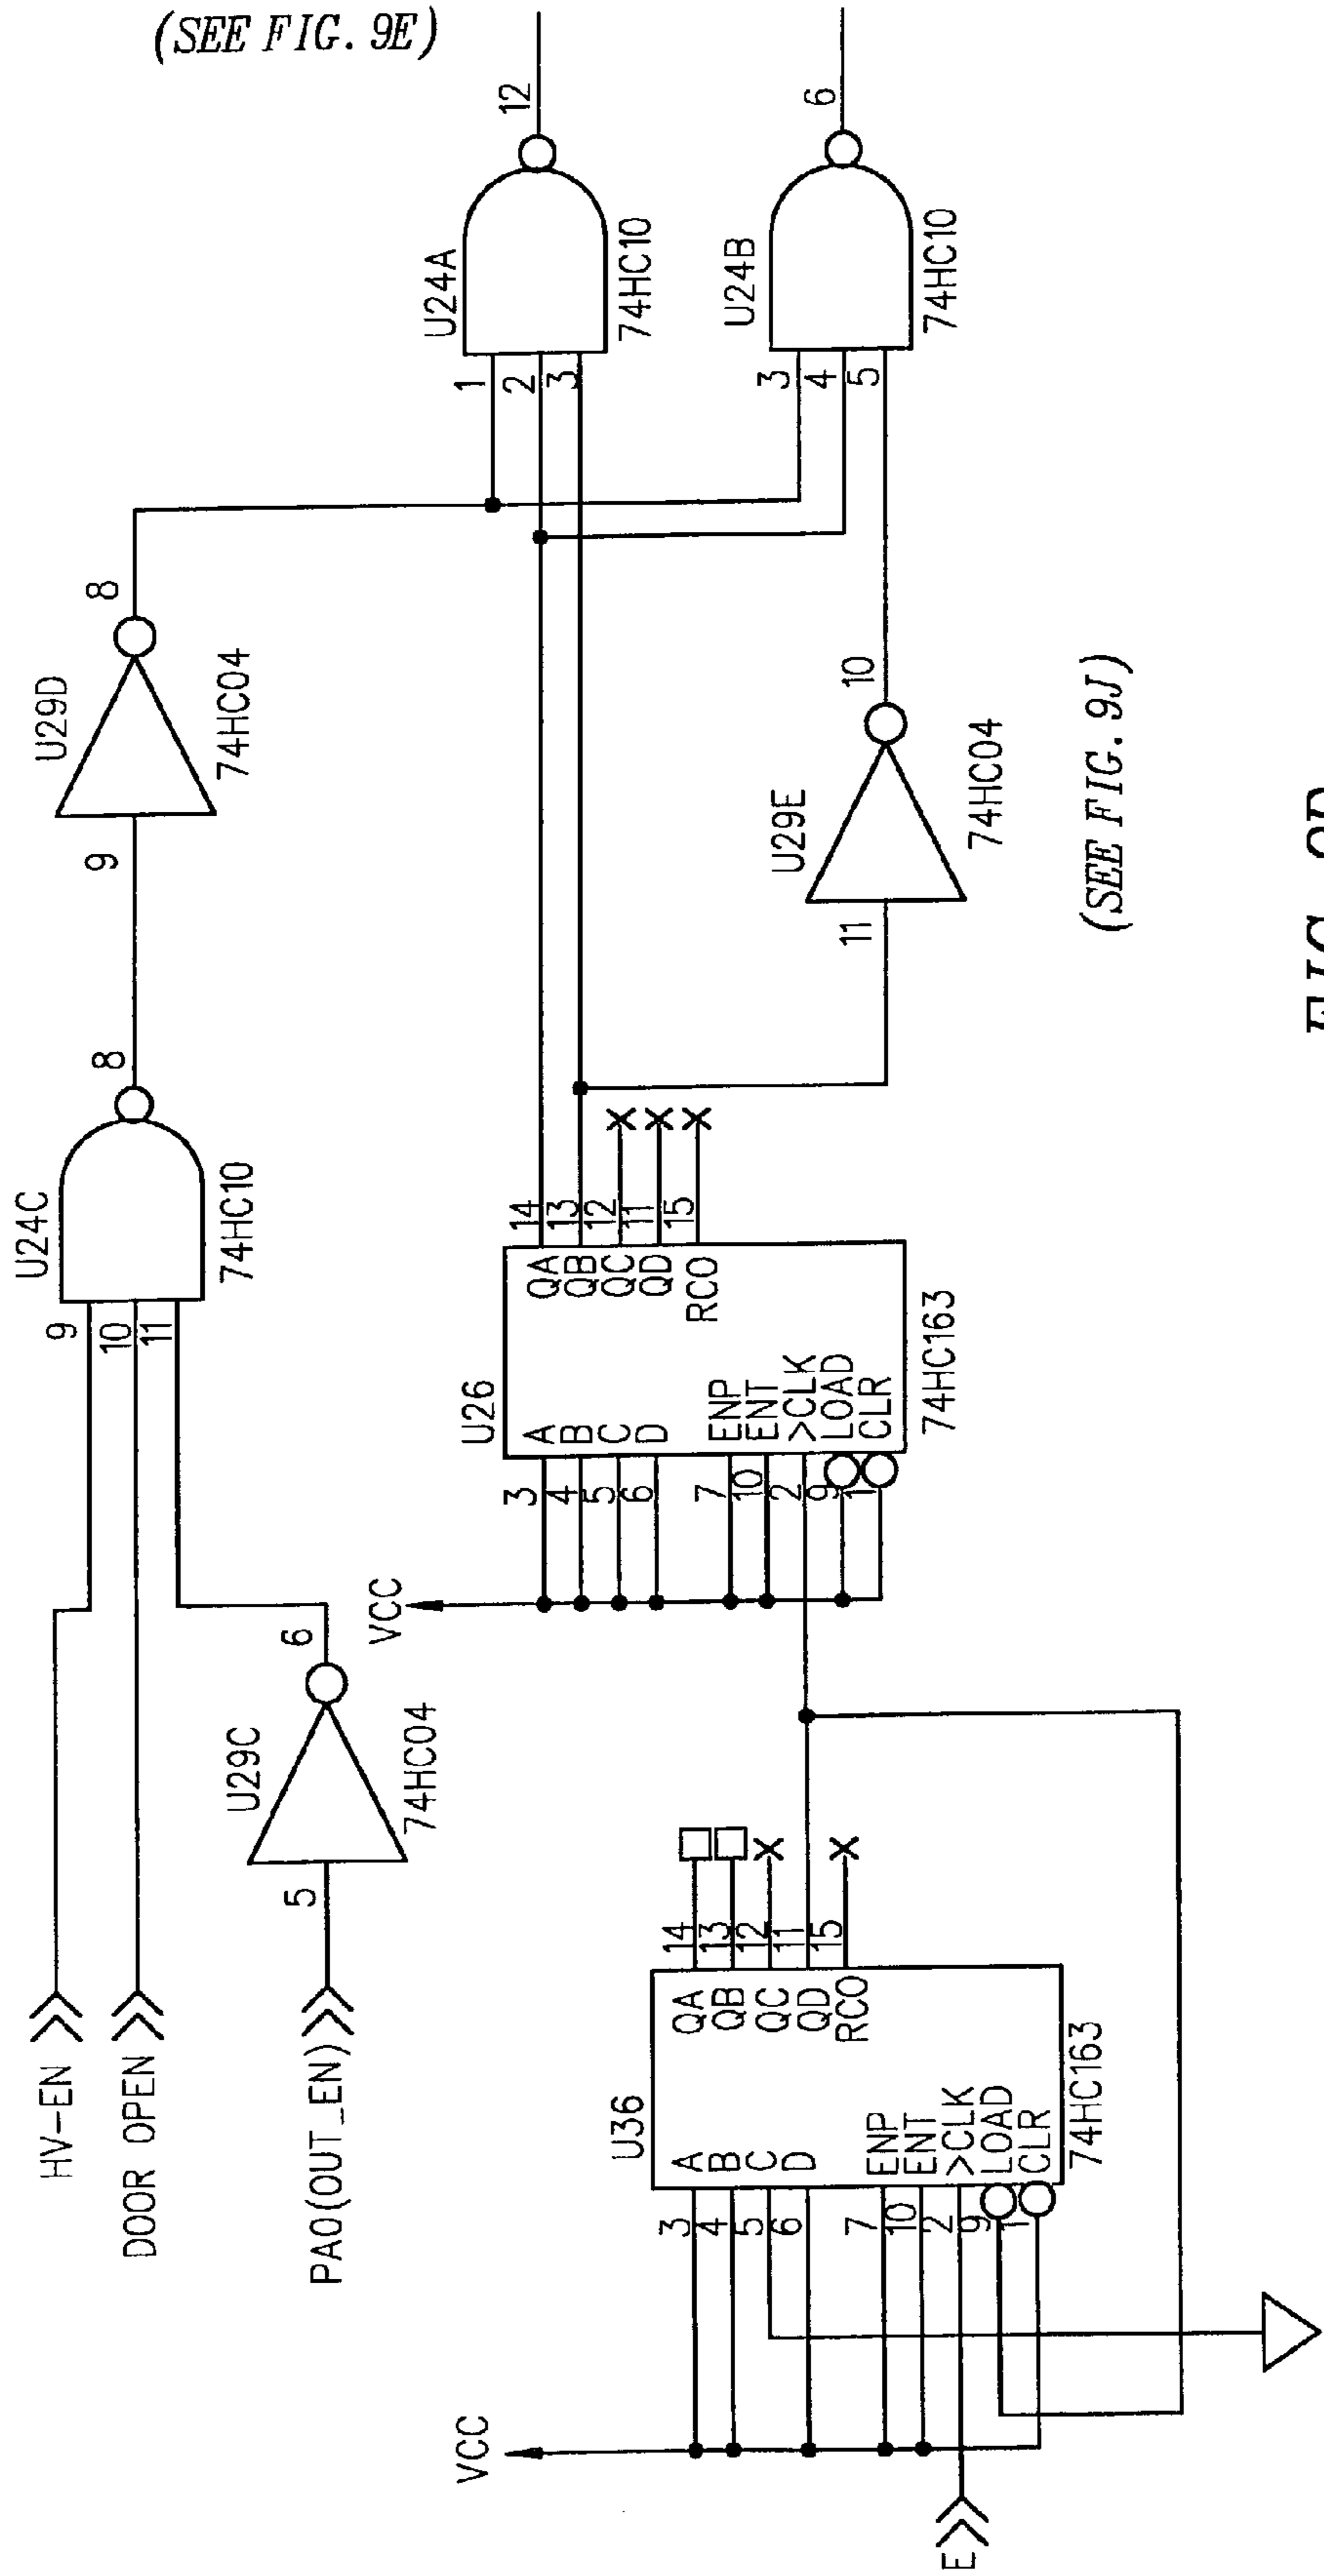 (SEE FIG. 9E)
HV-EN
DOOR OPEN
PA0(OUT_EN)
5
U29C
6
74HC04
9
10
11
U24C
8
74HC10
9
U29D
8
74HC04
1
2
3
U24A
12
74HC10
3
4
5
U24B
6
74HC10
VCC
E
3
4
5
6
7
10
2
9
1
U36
A
B
C
D
ENP
ENT
>CLK
LOAD
CLR
QA
QB
QC
QD
RCO
14
13
12
11
15
74HC163
VCC
3
4
5
6
7
10
2
9
1
U26
A
B
C
D
ENP
ENT
>CLK
LOAD
CLR
QA
QB
QC
QD
RCO
14
13
12
11
15
74HC163
11
U29E
10
74HC04
(SEE FIG. 9J)
FIG.